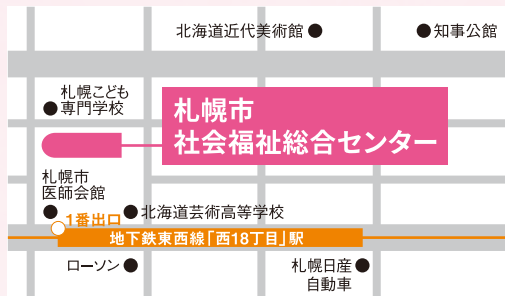 北海道近代美術館
知事公館
札幌こども
専門学校
札幌市
社会福祉総合センター
札幌市
医師会館
1番出口
北海道芸術高等学校
地下鉄東西線「西18丁目」駅
ローソン
札幌日産
自動車